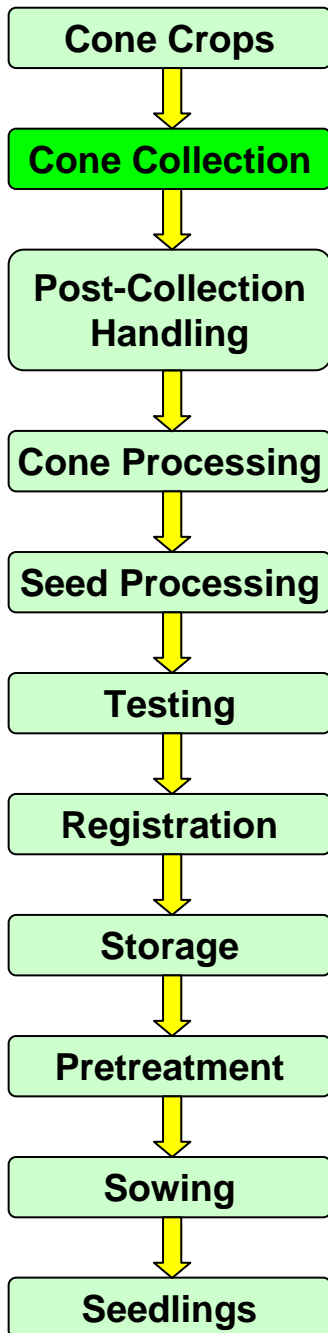 Cone Crops
Cone Collection
Post-Collection
Handling
Cone Processing
Seed Processing
Testing
Registration
Storage
Pretreatment
Sowing
Seedlings